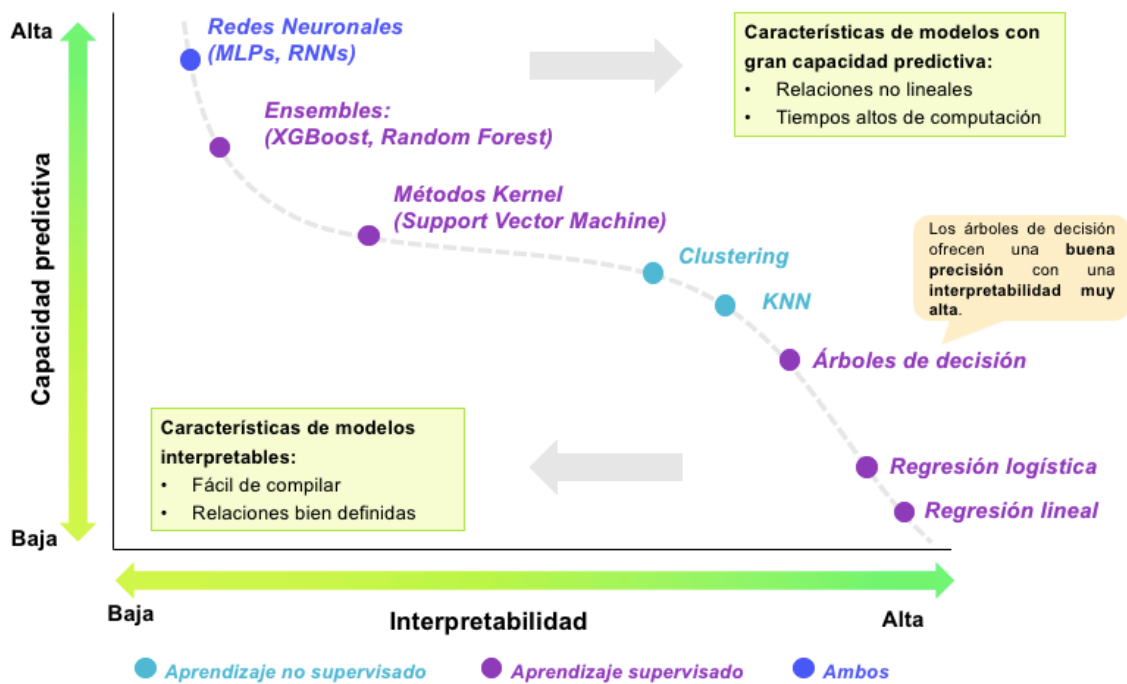 Alta
Redes Neuronales
(MLPs, RNNs)
Características de modelos con
gran capacidad predictiva:
• Relaciones no lineales
• Tiempos altos de computación
Ensembles:
(XGBoost, Random Forest)
Métodos Kernel
(Support Vector Machine)
Capacidad predictiva
Los árboles de decisión
ofrecen una buena
precisión con una
interpretabilidad muy
alta.
Clustering
KNN
Árboles de decisión
Características de modelos
interpretables:
• Fácil de compilar
• Relaciones bien definidas
Regresión logística
Regresión lineal
Baja
Baja
Interpretabilidad
Alta
Aprendizaje no supervisado
Aprendizaje supervisado
Ambos